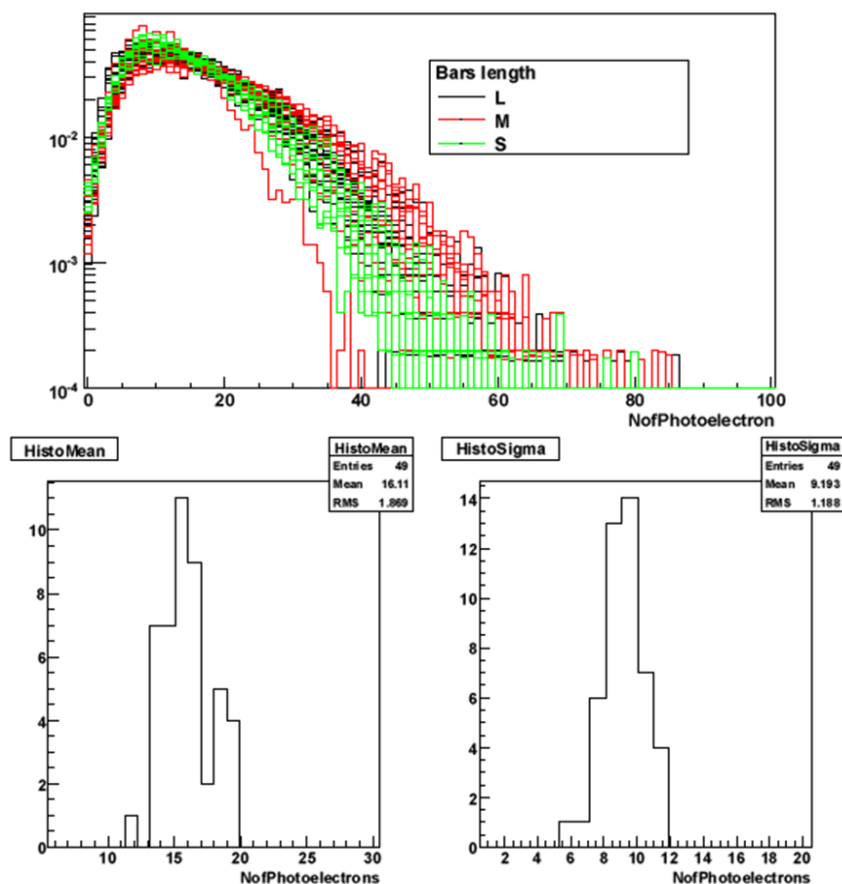 Bars length
L
M
S
10⁻²
10⁻³
10⁻⁴
0 20 40 60 80 100
NofPhotoelectron
HistoMean
HistoMean
Entries 49
Mean 16.11
RMS 1.869
10
8
6
4
2
0
10 15 20 25 30
NofPhotoelectrons
HistoSigma
HistoSigma
Entries 49
Mean 9.193
RMS 1.188
14
12
10
8
6
4
2
0
2 4 6 8 10 12 14 16 18 20
NofPhotoelectrons